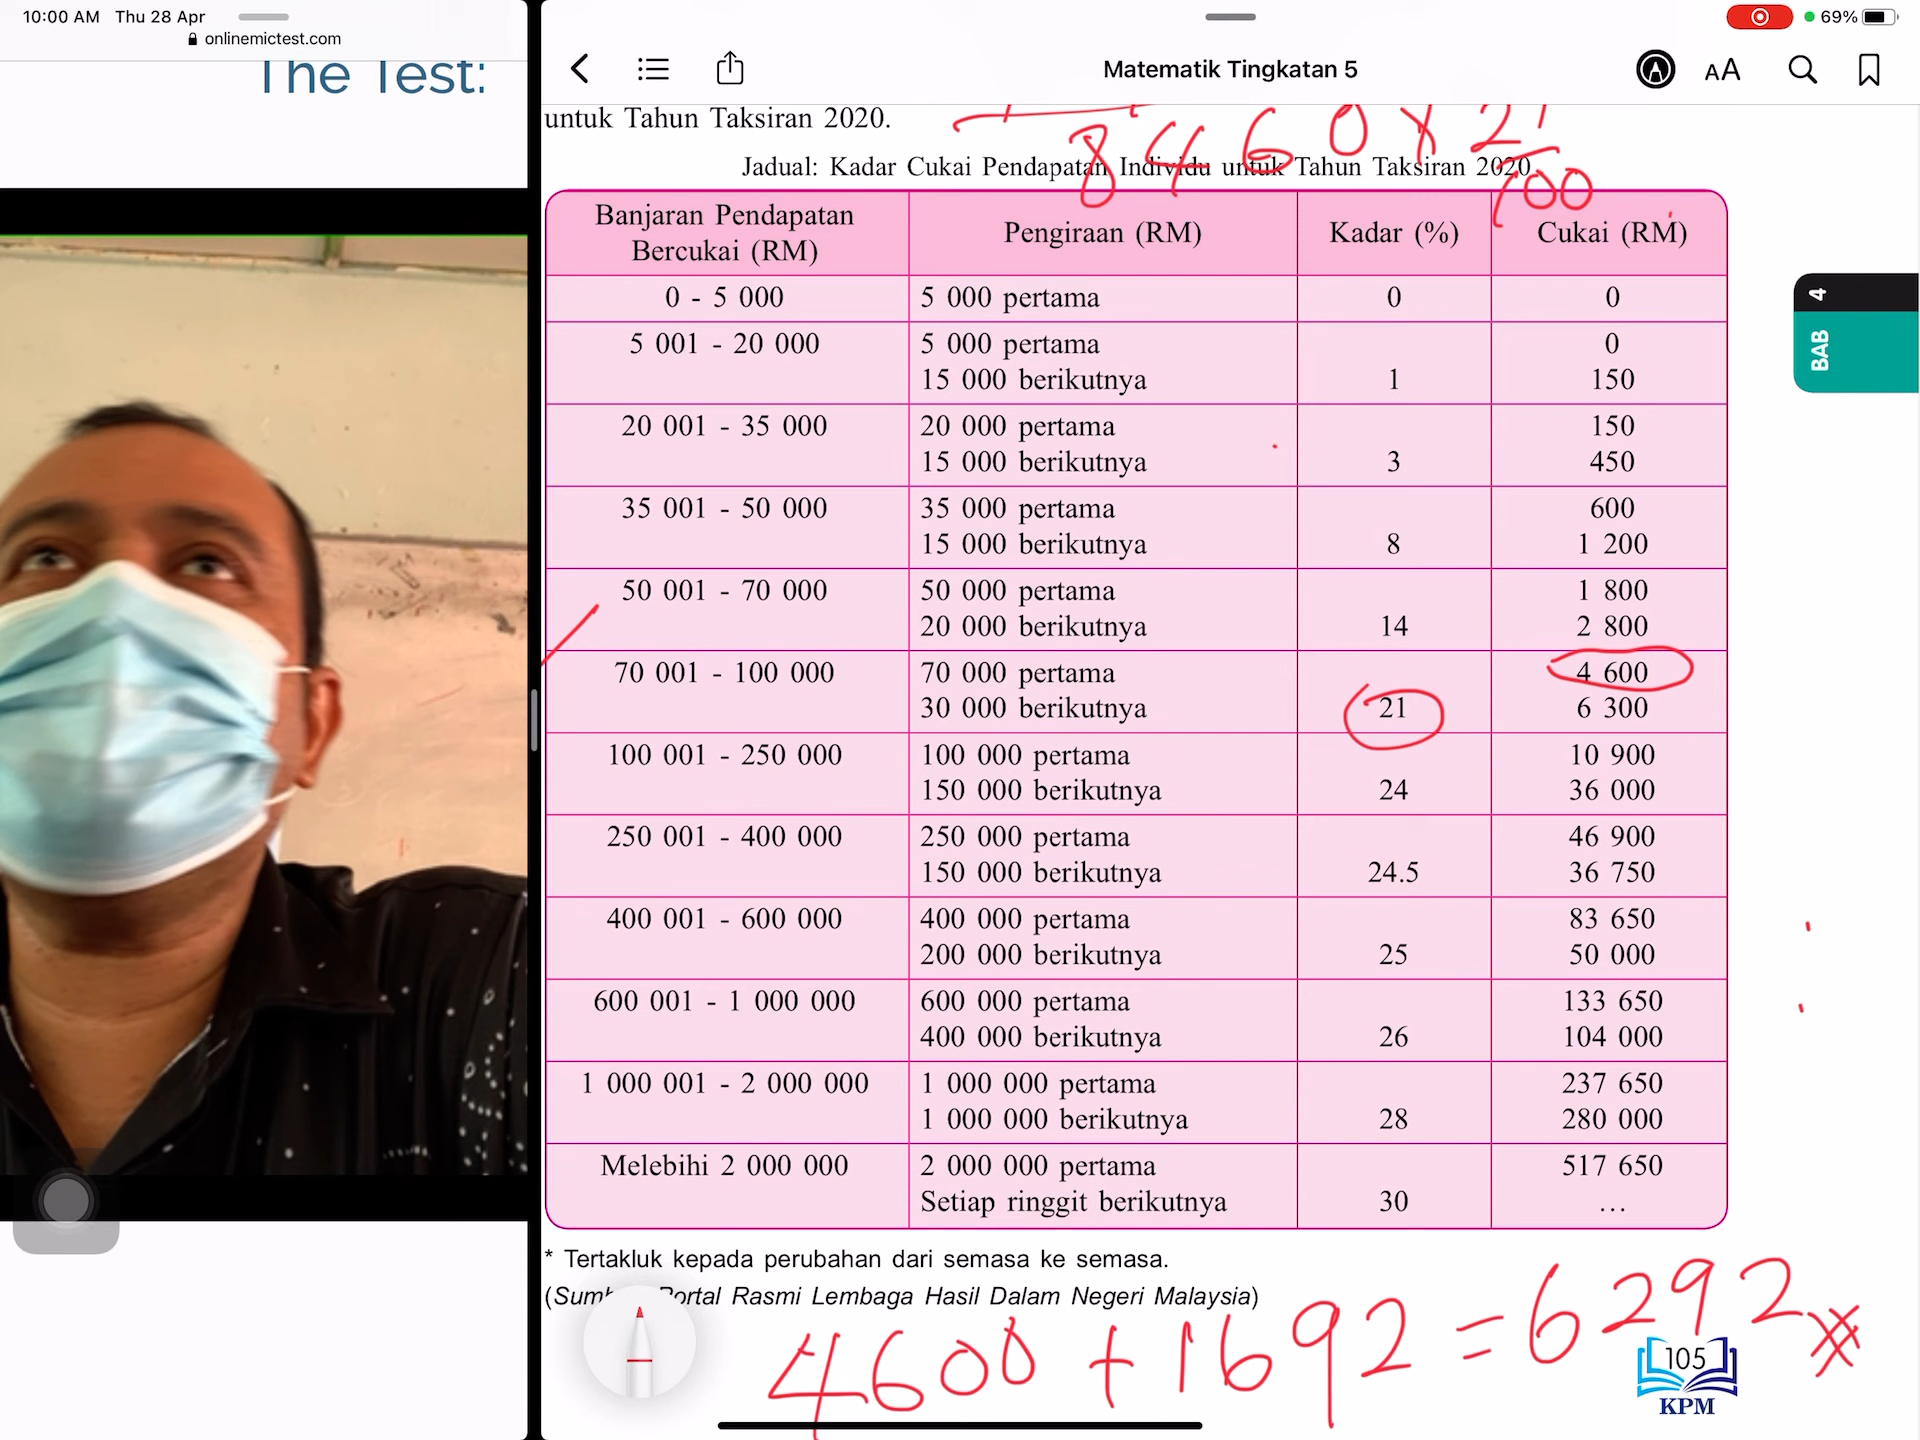 10:00 AM Thu 28 Apr
onlinemictest.com
The Test:
69%
Matematik Tingkatan 5
AA
untuk Tahun Taksiran 2020.
8460 x 21
100
Jadual: Kadar Cukai Pendapatan Individu untuk Tahun Taksiran 2020
Banjaran Pendapatan Bercukai (RM) Pengiraan (RM) Kadar (%) Cukai (RM)
0 - 5 000 5 000 pertama 0 0
5 001 - 20 000 5 000 pertama 0
15 000 berikutnya 1 150
20 001 - 35 000 20 000 pertama 150
15 000 berikutnya 3 450
35 001 - 50 000 35 000 pertama 600
15 000 berikutnya 8 1 200
50 001 - 70 000 50 000 pertama 1 800
20 000 berikutnya 14 2 800
70 001 - 100 000 70 000 pertama 4 600
30 000 berikutnya 21 6 300
100 001 - 250 000 100 000 pertama 10 900
150 000 berikutnya 24 36 000
250 001 - 400 000 250 000 pertama 46 900
150 000 berikutnya 24.5 36 750
400 001 - 600 000 400 000 pertama 83 650
200 000 berikutnya 25 50 000
600 001 - 1 000 000 600 000 pertama 133 650
400 000 berikutnya 26 104 000
1 000 001 - 2 000 000 1 000 000 pertama 237 650
1 000 000 berikutnya 28 280 000
Melebihi 2 000 000 2 000 000 pertama 517 650
Setiap ringgit berikutnya 30 ...
BAB 4
* Tertakluk kepada perubahan dari semasa ke semasa.
Portal Rasmi Lembaga Hasil Dalam Negeri Malaysia)
4600 + 1692 = 6292
105
KPM